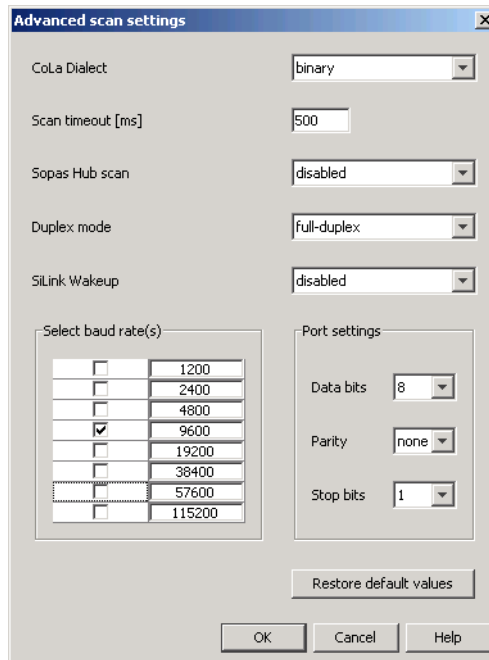 Advanced scan settings
CoLa Dialect binary
Scan timeout [ms] 500
Sopas Hub scan disabled
Duplex mode full-duplex
SiLink Wakeup disabled
Select baud rate(s)
1200
2400
4800
9600
19200
38400
57600
115200
Port settings
Data bits 8
Parity none
Stop bits 1
Restore default values
OK Cancel Help